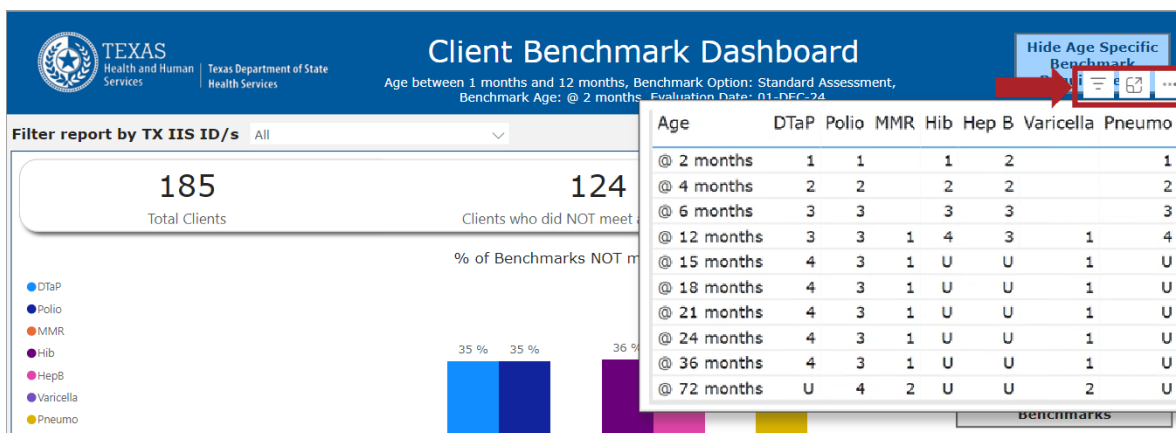 TEXAS
Health and Human Services
Texas Department of State Health Services
Client Benchmark Dashboard
Age between 1 months and 12 months, Benchmark Option: Standard Assessment,
Benchmark Age: @ 2 months, Evaluation Date: 01-DEC-24
Hide Age Specific
Benchmark
Filter report by TX IIS ID/s All
185
Total Clients
124
Clients who did NOT meet
% of Benchmarks NOT
DTaP
Polio
MMR
Hib
HepB
Varicella
Pneumo
35 % 35 % 36 %
Age DTaP Polio MMR Hib Hep B Varicella Pneumo
@ 2 months 1 1 1 2 1
@ 4 months 2 2 2 2 2
@ 6 months 3 3 3 3 3
@ 12 months 3 3 1 4 3 1 4
@ 15 months 4 3 1 U U 1 U
@ 18 months 4 3 1 U U 1 U
@ 21 months 4 3 1 U U 1 U
@ 24 months 4 3 1 U U 1 U
@ 36 months 4 3 1 U U 1 U
@ 72 months U 4 2 U U 2 U
Benchmarks